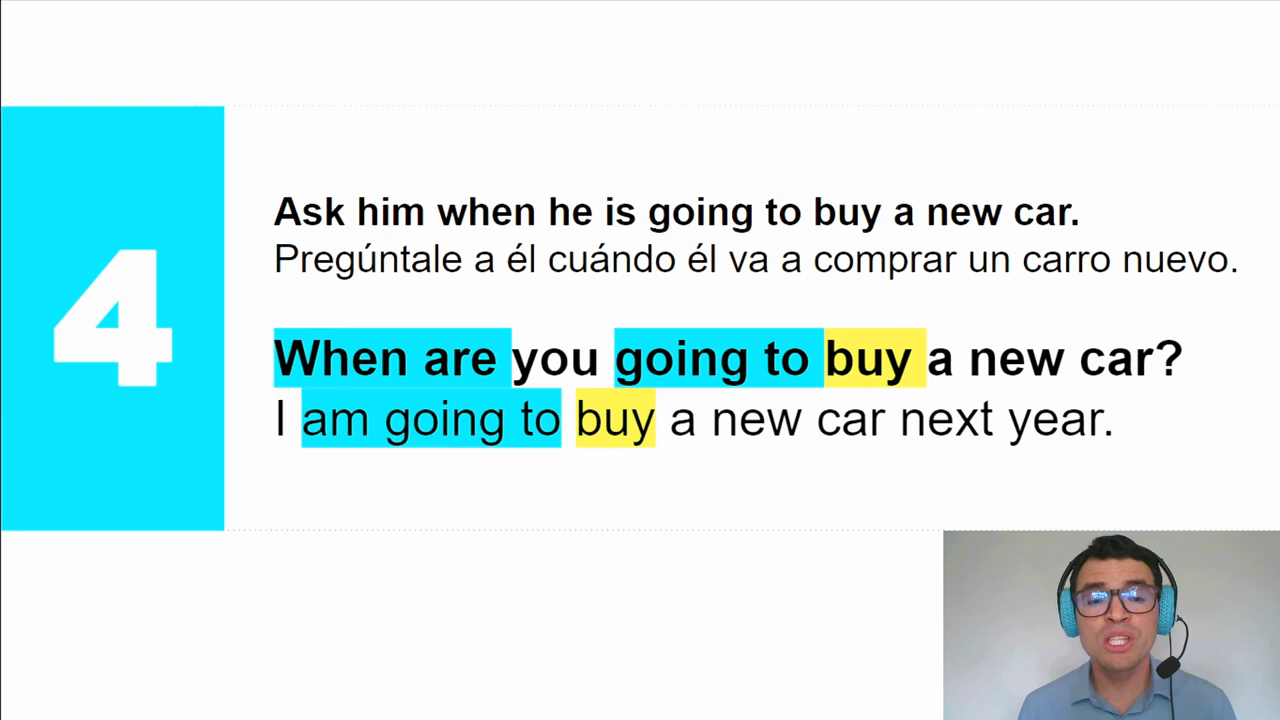 4
Ask him when he is going to buy a new car.
Pregúntale a él cuándo él va a comprar un carro nuevo.
When are you going to buy a new car?
I am going to buy a new car next year.